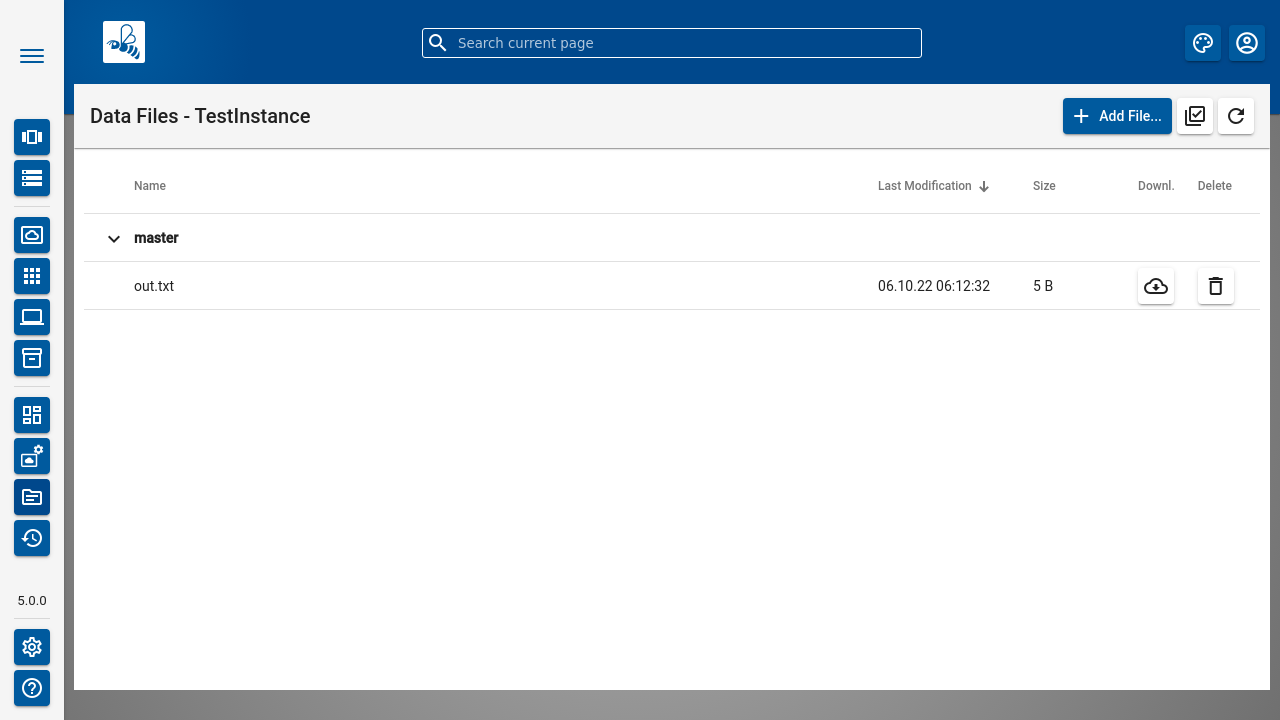 Search current page
Data Files - TestInstance
Add File...
Name Last Modification Size Downl. Delete
master
out.txt 06.10.22 06:12:32 5 B
5.0.0